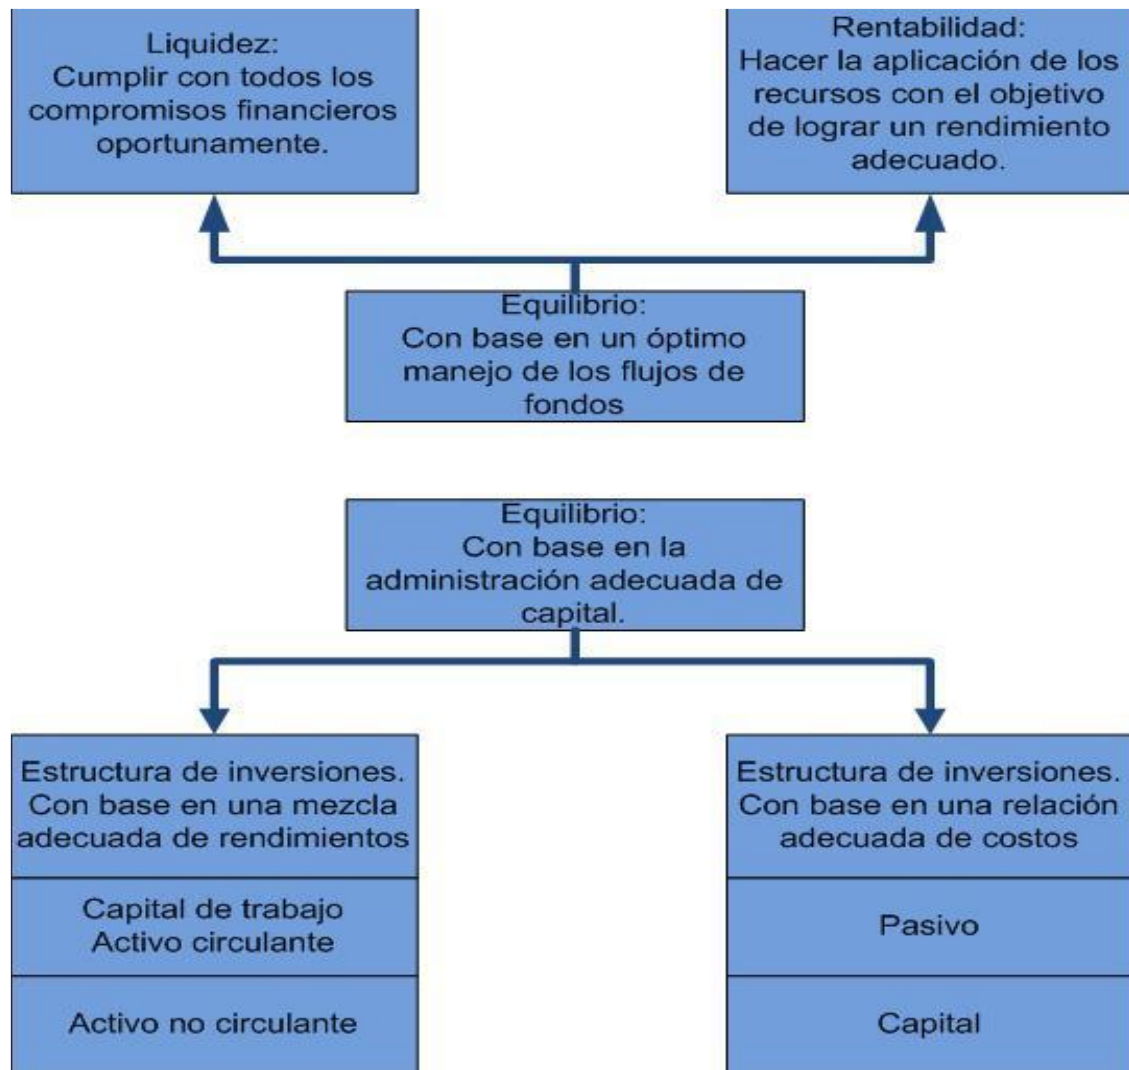 Liquidez:
Cumplir con todos los
compromisos financieros
oportunamente.
Rentabilidad:
Hacer la aplicación de los
recursos con el objetivo
de lograr un rendimiento
adecuado.
Equilibrio:
Con base en un óptimo
manejo de los flujos de
fondos
Equilibrio:
Con base en la
administración adecuada de
capital.
Estructura de inversiones.
Con base en una mezcla
adecuada de rendimientos
Capital de trabajo
Activo circulante
Activo no circulante
Estructura de inversiones.
Con base en una relación
adecuada de costos
Pasivo
Capital